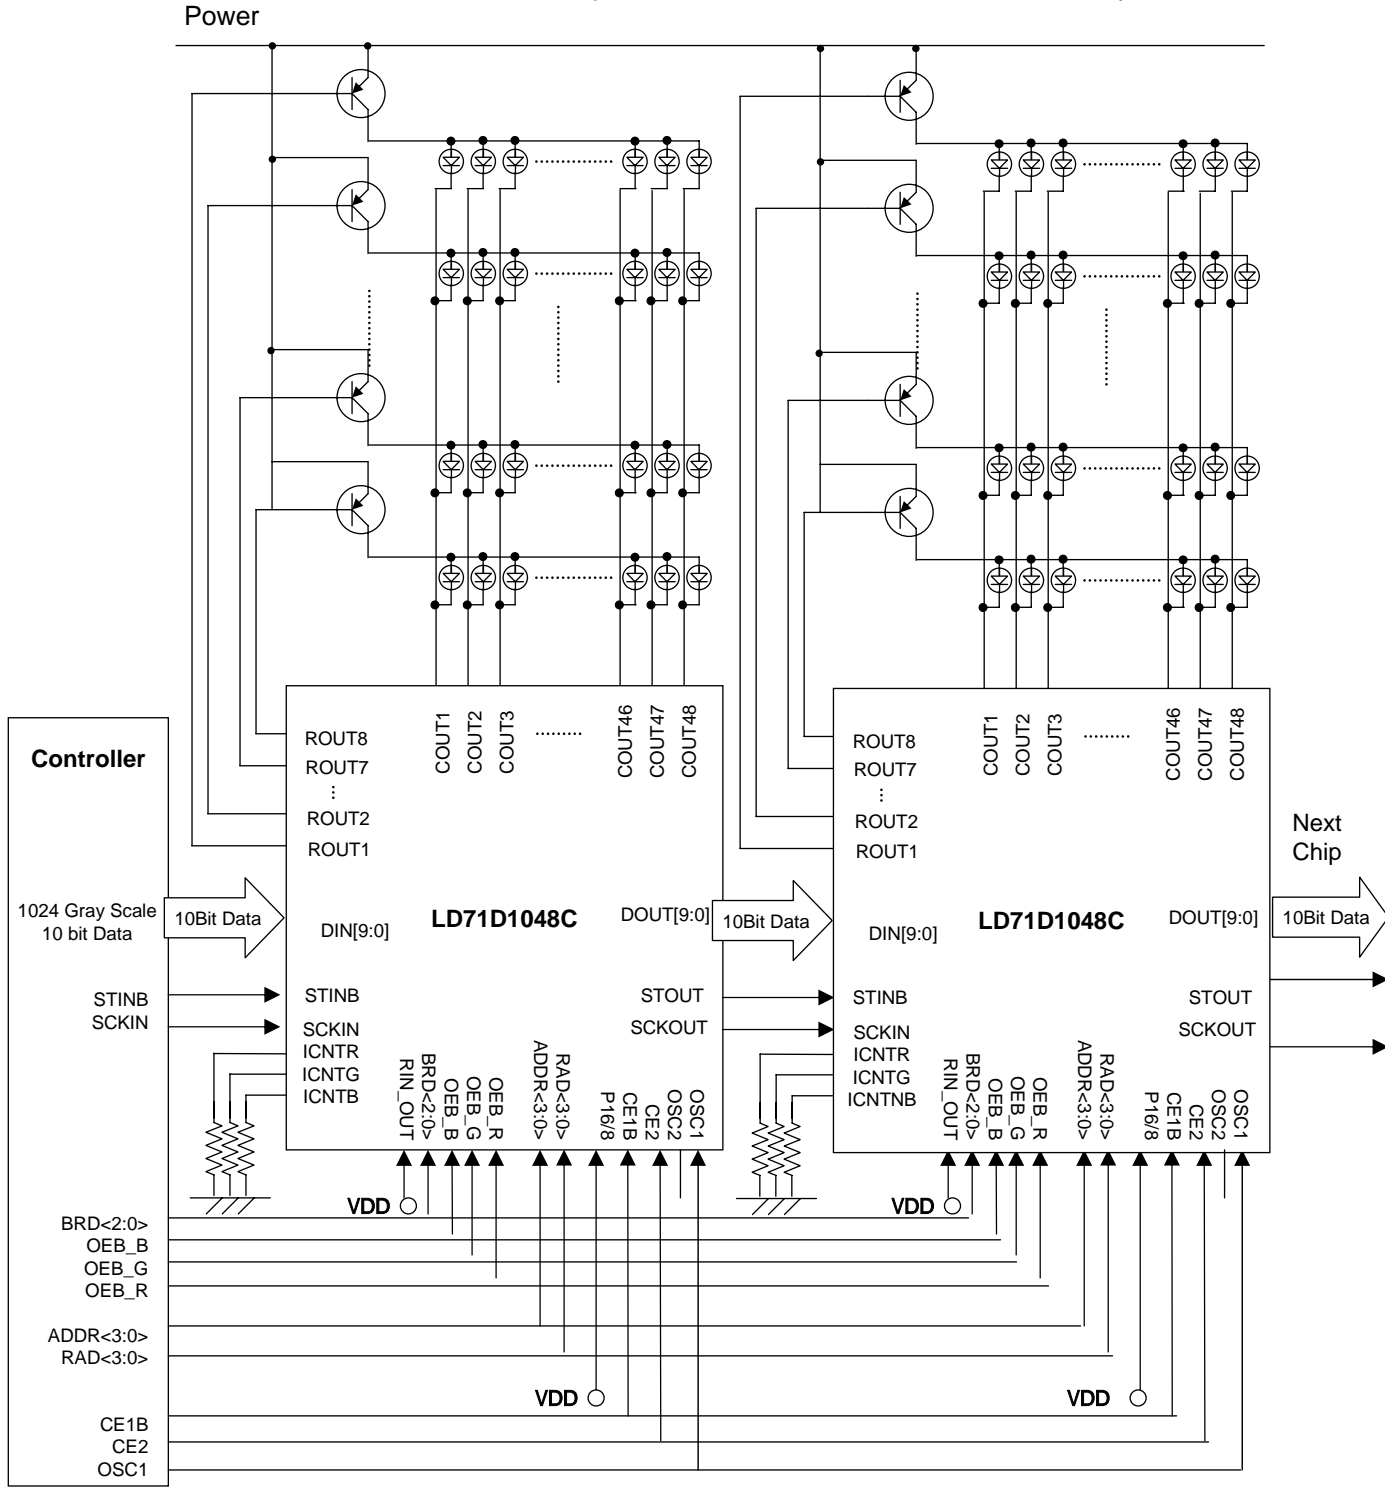 Power
Controller
1024 Gray Scale
10 bit Data
STINB
SCKIN
BRD<2:0>
OEB_B
OEB_G
OEB_R
ADDR<3:0>
RAD<3:0>
CE1B
CE2
OSC1
10Bit Data
COUT1
COUT2
COUT3
COUT46
COUT47
COUT48
ROUT8
ROUT7
ROUT2
ROUT1
LD71D1048C
DIN[9:0]
DOUT[9:0]
STINB
SCKIN
ICNTR
ICNTG
ICNTB
STOUT
SCKOUT
RIN_OUT
BRD<2:0>
OEB_B
OEB_G
OEB_R
ADDR<3:0>
RAD<3:0>
P16/8
CE1B
CE2
OSC2
OSC1
VDD
VDD
10Bit Data
COUT1
COUT2
COUT3
COUT46
COUT47
COUT48
ROUT8
ROUT7
ROUT2
ROUT1
LD71D1048C
DIN[9:0]
DOUT[9:0]
STINB
SCKIN
ICNTR
ICNTG
ICNTNB
STOUT
SCKOUT
RIN_OUT
BRD<2:0>
OEB_B
OEB_G
OEB_R
ADDR<3:0>
RAD<3:0>
P16/8
CE1B
CE2
OSC2
OSC1
VDD
VDD
Next
Chip
10Bit Data